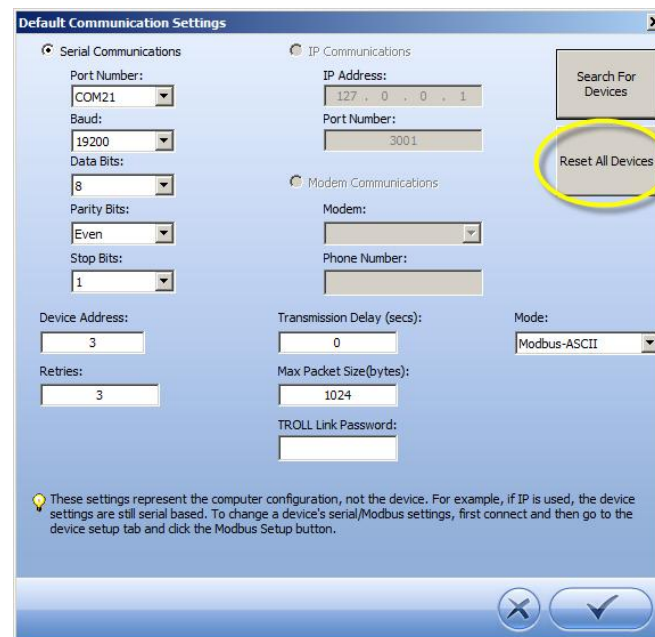 Default Communication Settings
Serial Communications
Port Number:
COM21
Baud:
19200
Data Bits:
8
Parity Bits:
Even
Stop Bits:
1
IP Communications
IP Address:
127 . 0 . 0 . 1
Port Number:
3001
Modem Communications
Modem:
Phone Number:
Search For
Devices
Reset All Devices
Device Address:
3
Transmission Delay (secs):
0
Mode:
Modbus-ASCII
Retries:
3
Max Packet Size(bytes):
1024
TROLL Link Password:
These settings represent the computer configuration, not the device. For example, if IP is used, the device
settings are still serial based. To change a device's serial/Modbus settings, first connect and then go to the
device setup tab and click the Modbus Setup button.